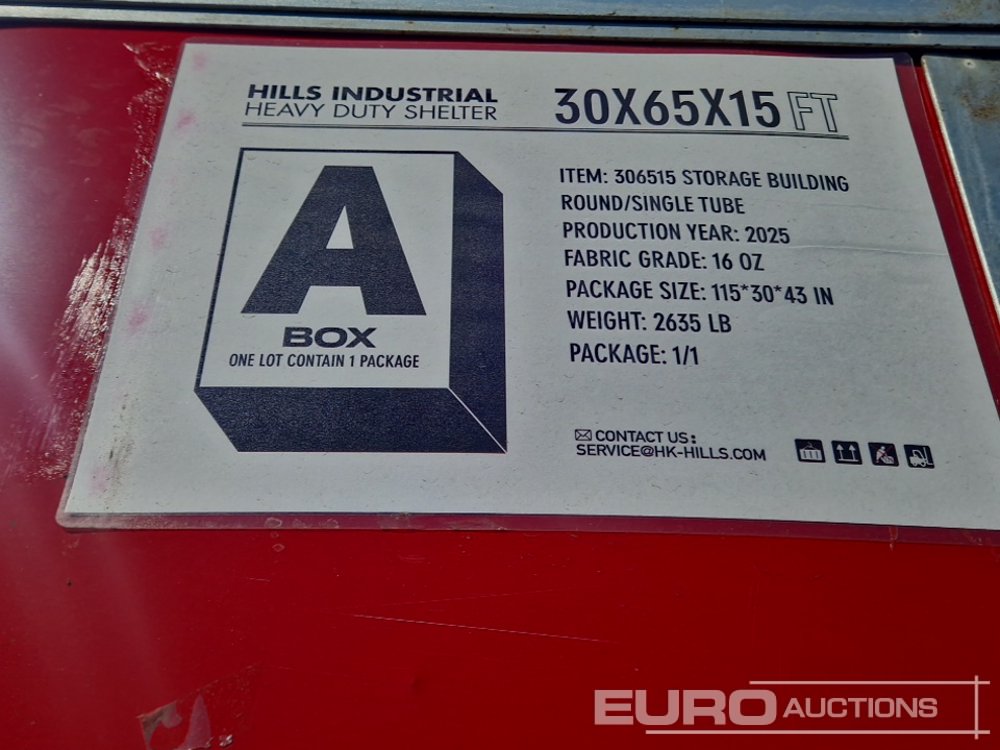 HILLS INDUSTRIAL
HEAVY DUTY SHELTER
30X65X15 FT
A
BOX
ONE LOT CONTAIN 1 PACKAGE
ITEM: 306515 STORAGE BUILDING
ROUND/SINGLE TUBE
PRODUCTION YEAR: 2025
FABRIC GRADE: 16 OZ
PACKAGE SIZE: 115*30*43 IN
WEIGHT: 2635 LB
PACKAGE: 1/1
CONTACT US:
SERVICE@HK-HILLS.COM
EURO AUCTIONS